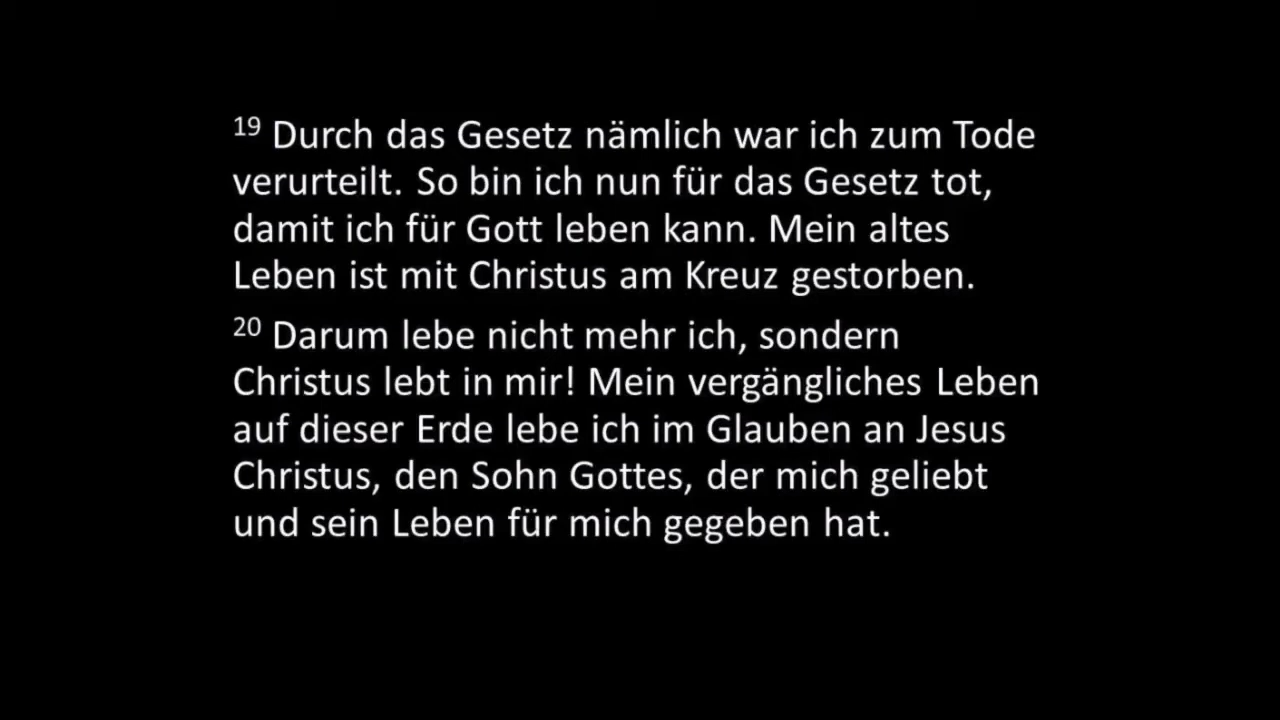 19 Durch das Gesetz nämlich war ich zum Tode
verurteilt. So bin ich nun für das Gesetz tot,
damit ich für Gott leben kann. Mein altes
Leben ist mit Christus am Kreuz gestorben.
20 Darum lebe nicht mehr ich, sondern
Christus lebt in mir! Mein vergängliches Leben
auf dieser Erde lebe ich im Glauben an Jesus
Christus, den Sohn Gottes, der mich geliebt
und sein Leben für mich gegeben hat.